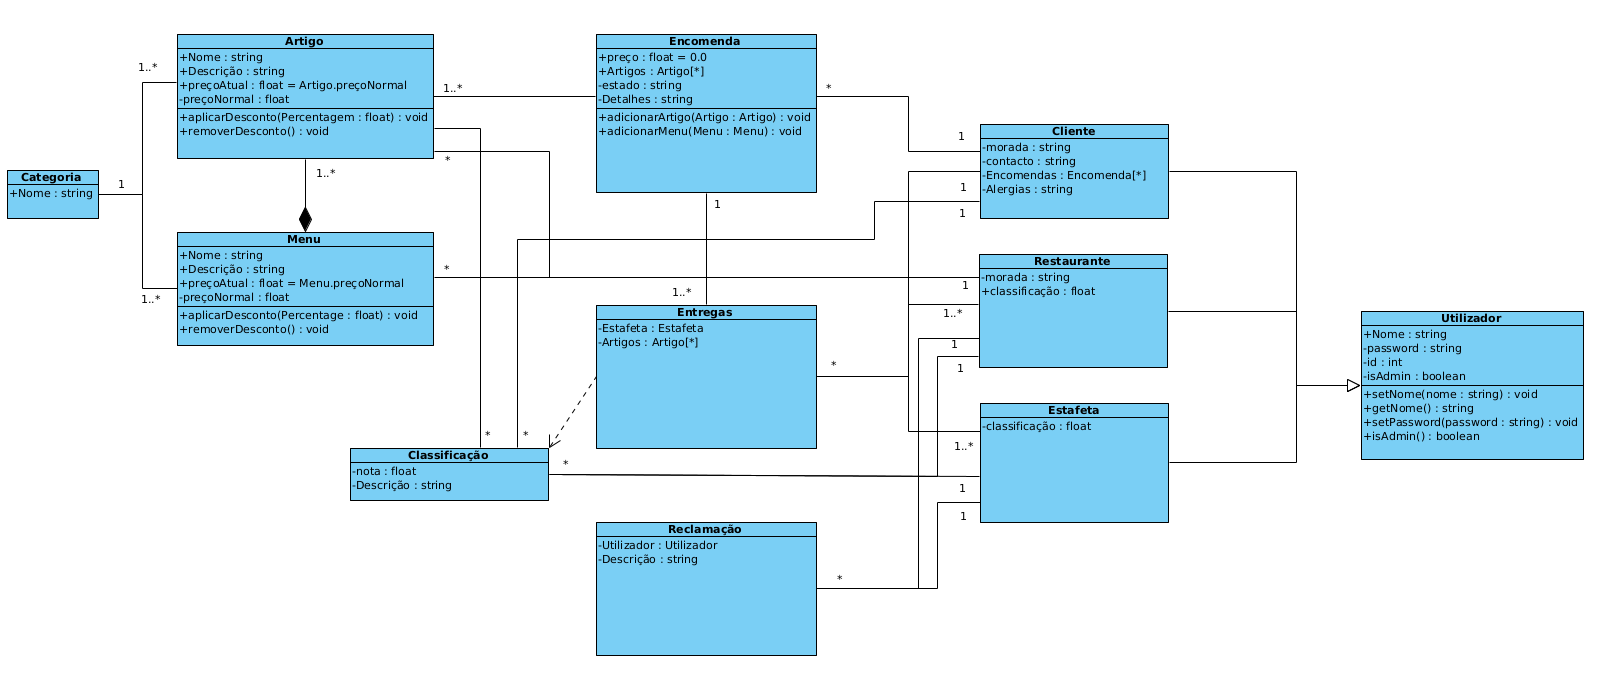 Artigo
+Nome : string
+Descrição : string
+preçoAtual : float = Artigo.preçoNormal
-preçoNormal : float
+aplicarDesconto(Percentagem : float) : void
+removerDesconto() : void
Encomenda
+preço : float = 0.0
+Artigos : Artigo[*]
-estado : string
-Detalhes : string
+adicionarArtigo(Artigo : Artigo) : void
+adicionarMenu(Menu : Menu) : void
Cliente
-morada : string
-contacto : string
-Encomendas : Encomenda[*]
-Alergias : string
Categoria
+Nome : string
Menu
+Nome : string
+Descrição : string
+preçoAtual : float = Menu.preçoNormal
-preçoNormal : float
+aplicarDesconto(Percentage : float) : void
+removerDesconto() : void
Restaurante
-morada : string
+classificação : float
Entregas
-Estafeta : Estafeta
-Artigos : Artigo[*]
Utilizador
+Nome : string
-password : string
-id : int
-isAdmin : boolean
+setNome(nome : string) : void
+getNome() : string
+setPassword(password : string) : void
+isAdmin() : boolean
Estafeta
-classificação : float
Classificação
-nota : float
-Descrição : string
Reclamação
-Utilizador : Utilizador
-Descrição : string
1..*
1
1..*
1..*
1..*
*
*
*
1
1
1
1
1..*
1
1..*
1
1
*
1..*
*
*
*
1
1
*